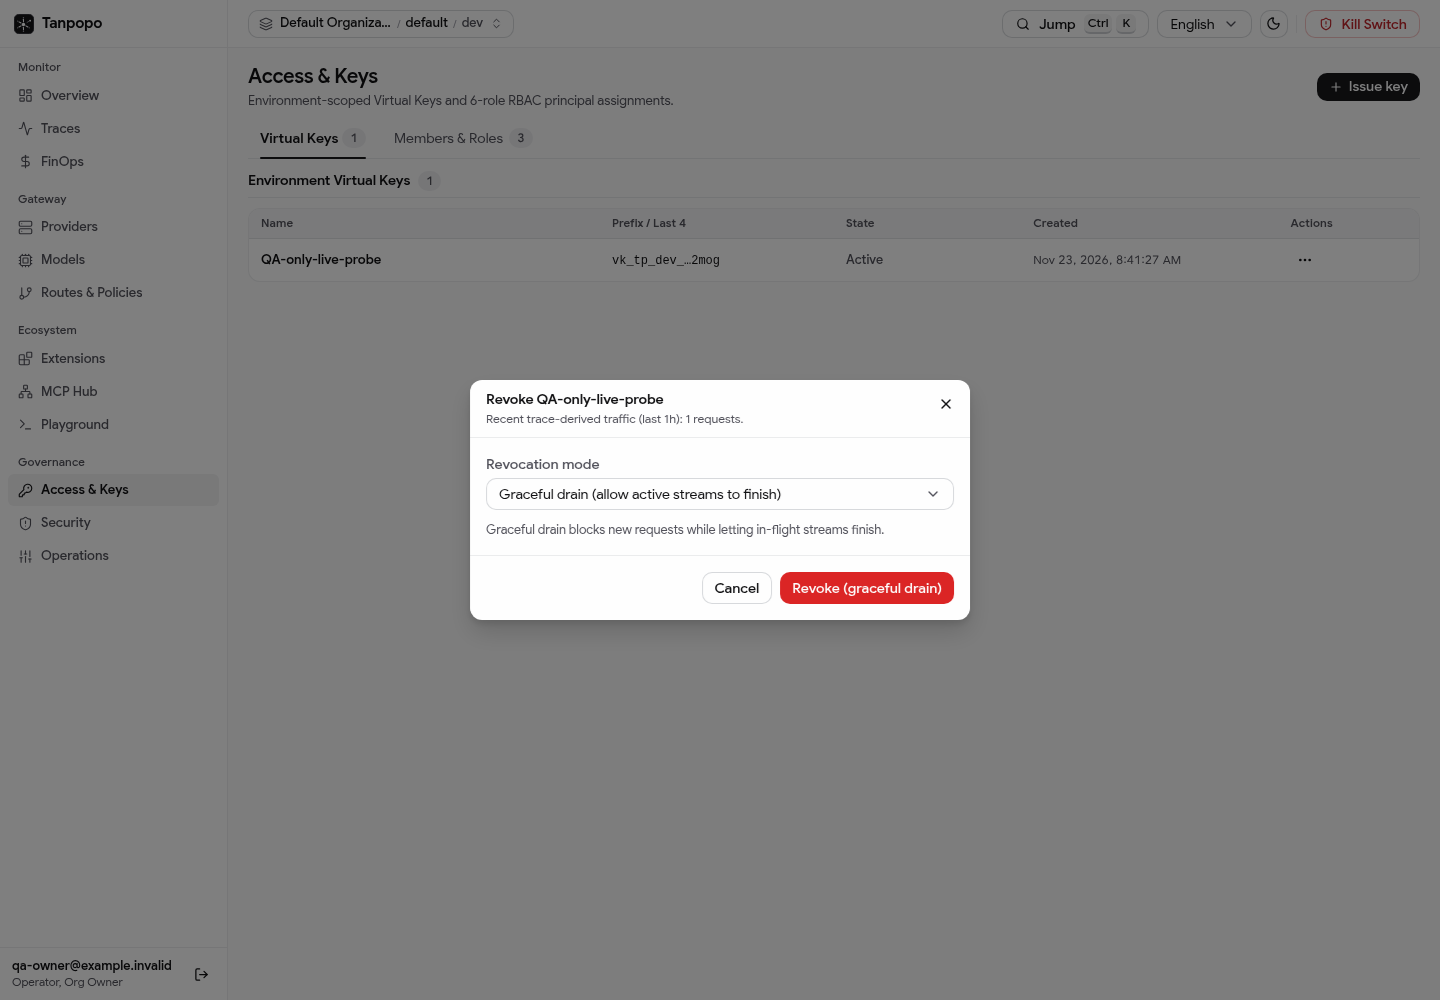 Tanpopo
Default Organiza... / default / dev
Jump Ctrl K
English
Kill Switch
Monitor
Overview
Traces
FinOps
Gateway
Providers
Models
Routes & Policies
Ecosystem
Extensions
MCP Hub
Playground
Governance
Access & Keys
Security
Operations
qa-owner@example.invalid
Operator, Org Owner
Access & Keys
Environment-scoped Virtual Keys and 6-role RBAC principal assignments.
Issue key
Virtual Keys 1 Members & Roles 3
Environment Virtual Keys 1
Name Prefix / Last 4 State Created Actions
QA-only-live-probe vk_tp_dev_…2mog Active Nov 23, 2026, 8:41:27 AM
Revoke QA-only-live-probe
Recent trace-derived traffic (last 1h): 1 requests.
Revocation mode
Graceful drain (allow active streams to finish)
Graceful drain blocks new requests while letting in-flight streams finish.
Cancel Revoke (graceful drain)